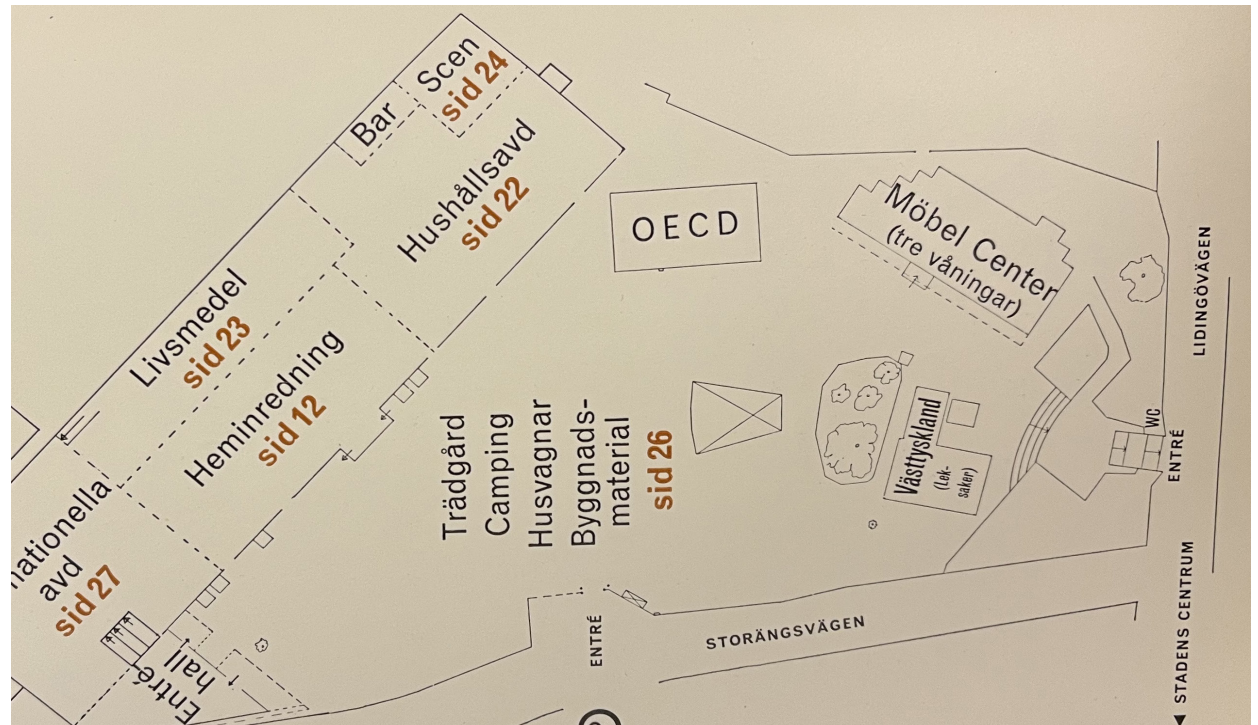 Scen
sid 24
Bar
Hushållsavd
sid 22
OECD
Möbel Center
(tre våningar)
LIDINGÖVÄGEN
Livsmedel
sid 23
Heminredning
sid 12
Trädgård
Camping
Husvagnar
Byggnads-
material
sid 26
Västtyskland
(Lek-
saker)
WC
ENTRÉ
nationella
avd
sid 27
Entré
hall
ENTRÉ
STORÄNGSVÄGEN
STADENS CENTRUM